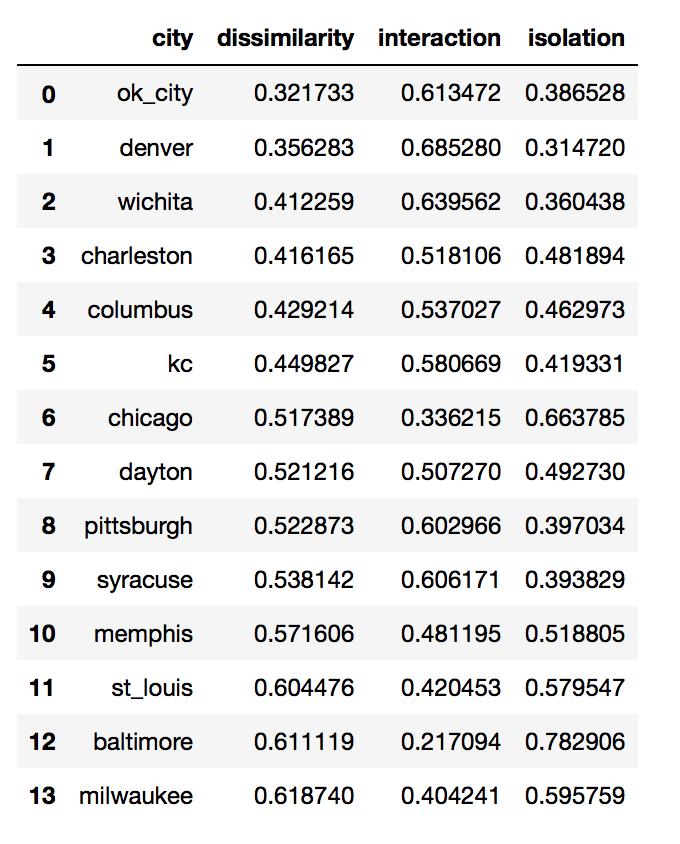 city dissimilarity interaction isolation
0 ok_city 0.321733 0.613472 0.386528
1 denver 0.356283 0.685280 0.314720
2 wichita 0.412259 0.639562 0.360438
3 charleston 0.416165 0.518106 0.481894
4 columbus 0.429214 0.537027 0.462973
5 kc 0.449827 0.580669 0.419331
6 chicago 0.517389 0.336215 0.663785
7 dayton 0.521216 0.507270 0.492730
8 pittsburgh 0.522873 0.602966 0.397034
9 syracuse 0.538142 0.606171 0.393829
10 memphis 0.571606 0.481195 0.518805
11 st_louis 0.604476 0.420453 0.579547
12 baltimore 0.611119 0.217094 0.782906
13 milwaukee 0.618740 0.404241 0.595759